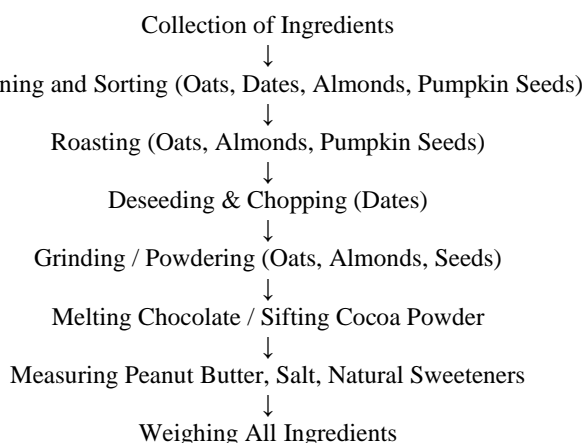 Collection of Ingredients
↓
ning and Sorting (Oats, Dates, Almonds, Pumpkin Seeds)
↓
Roasting (Oats, Almonds, Pumpkin Seeds)
↓
Deseeding & Chopping (Dates)
↓
Grinding / Powdering (Oats, Almonds, Seeds)
↓
Melting Chocolate / Sifting Cocoa Powder
↓
Measuring Peanut Butter, Salt, Natural Sweeteners
↓
Weighing All Ingredients